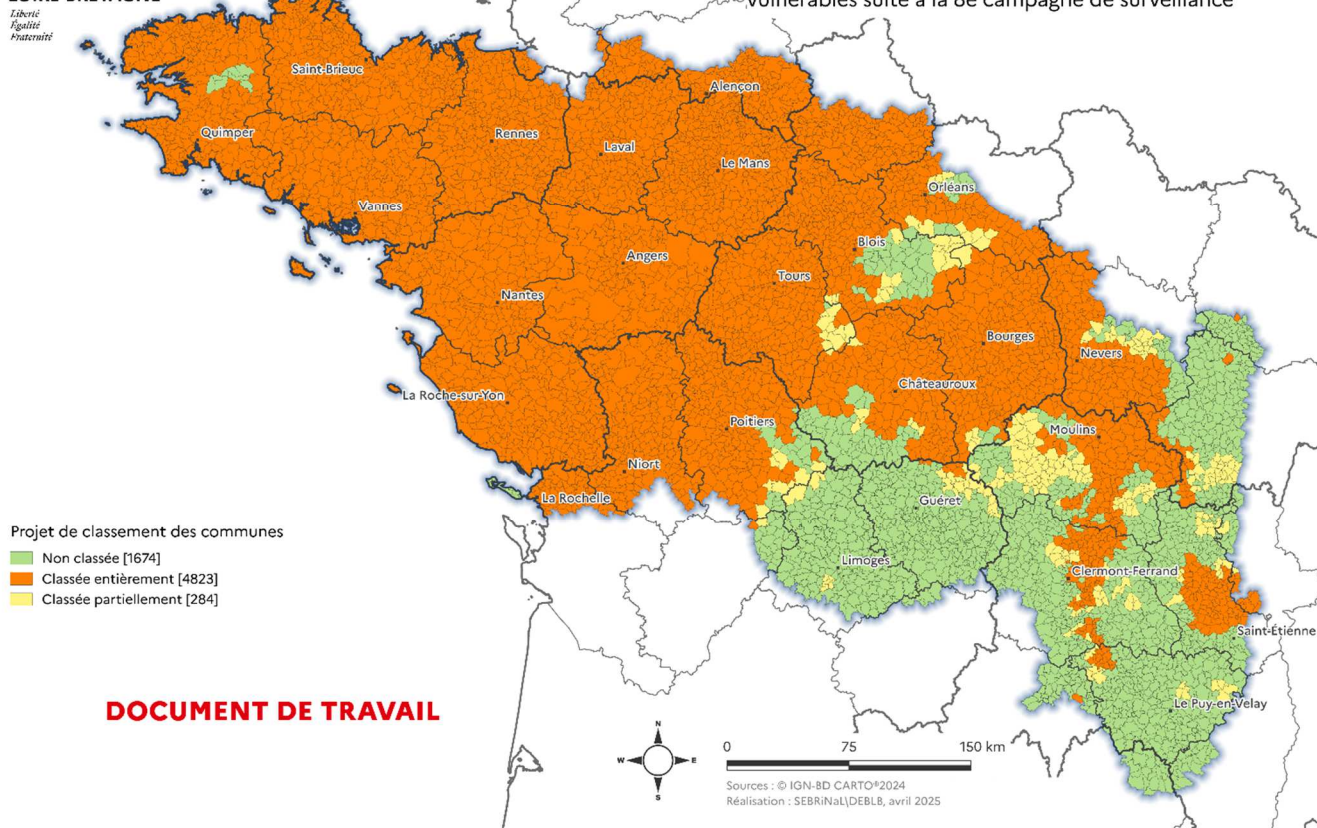 LOIRE-BRETAGNE
Liberté
Égalité
Fraternité
vulnérables suite à la 8e campagne de surveillance
Saint-Brieuc
Alençon
Quimper
Rennes
Laval
Le Mans
Orléans
Vannes
Blois
Angers
Tours
Nantes
Bourges
Nevers
Châteauroux
La Roche-sur-Yon
Poitiers
Moulins
Niort
La Rochelle
Guéret
Limoges
Clermont-Ferrand
Saint-Étienne
Le Puy-en-Velay
Projet de classement des communes
Non classée [1674]
Classée entièrement [4823]
Classée partiellement [284]
DOCUMENT DE TRAVAIL
N
W
E
S
0 75 150 km
Sources : © IGN-BD CARTO®2024
Réalisation : SEBRiNaL\DEBLB, avril 2025